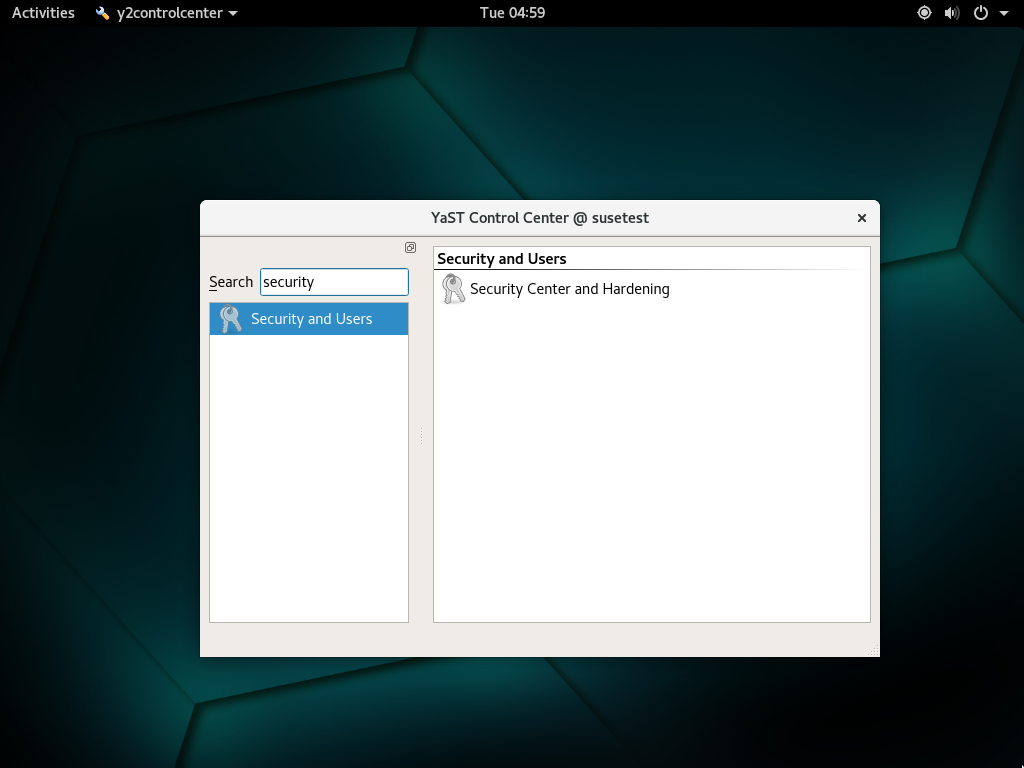 Activities y2controlcenter Tue 04:59
YaST Control Center @ susetest
Search security
Security and Users
Security and Users
Security Center and Hardening